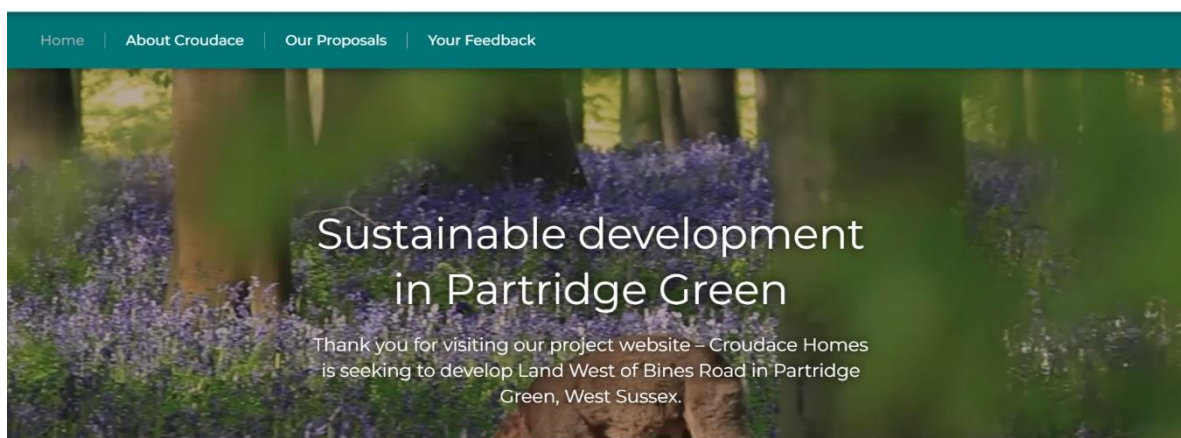 Home | About Croudace | Our Proposals | Your Feedback
Sustainable development
in Partridge Green
Thank you for visiting our project website – Croudace Homes
is seeking to develop Land West of Bines Road in Partridge
Green, West Sussex.